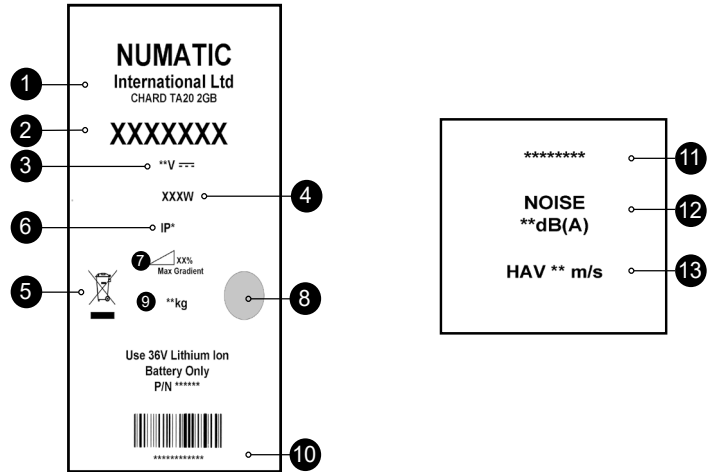 NUMATIC
1
International Ltd
CHARD TA20 2GB
2
XXXXXXX
3
**V
XXXW
4
6
IP*
7
XX%
Max Gradient
5
9
**kg
8
Use 36V Lithium Ion
Battery Only
P/N ******
************
10
********
11
NOISE
12
**dB(A)
HAV ** m/s
13